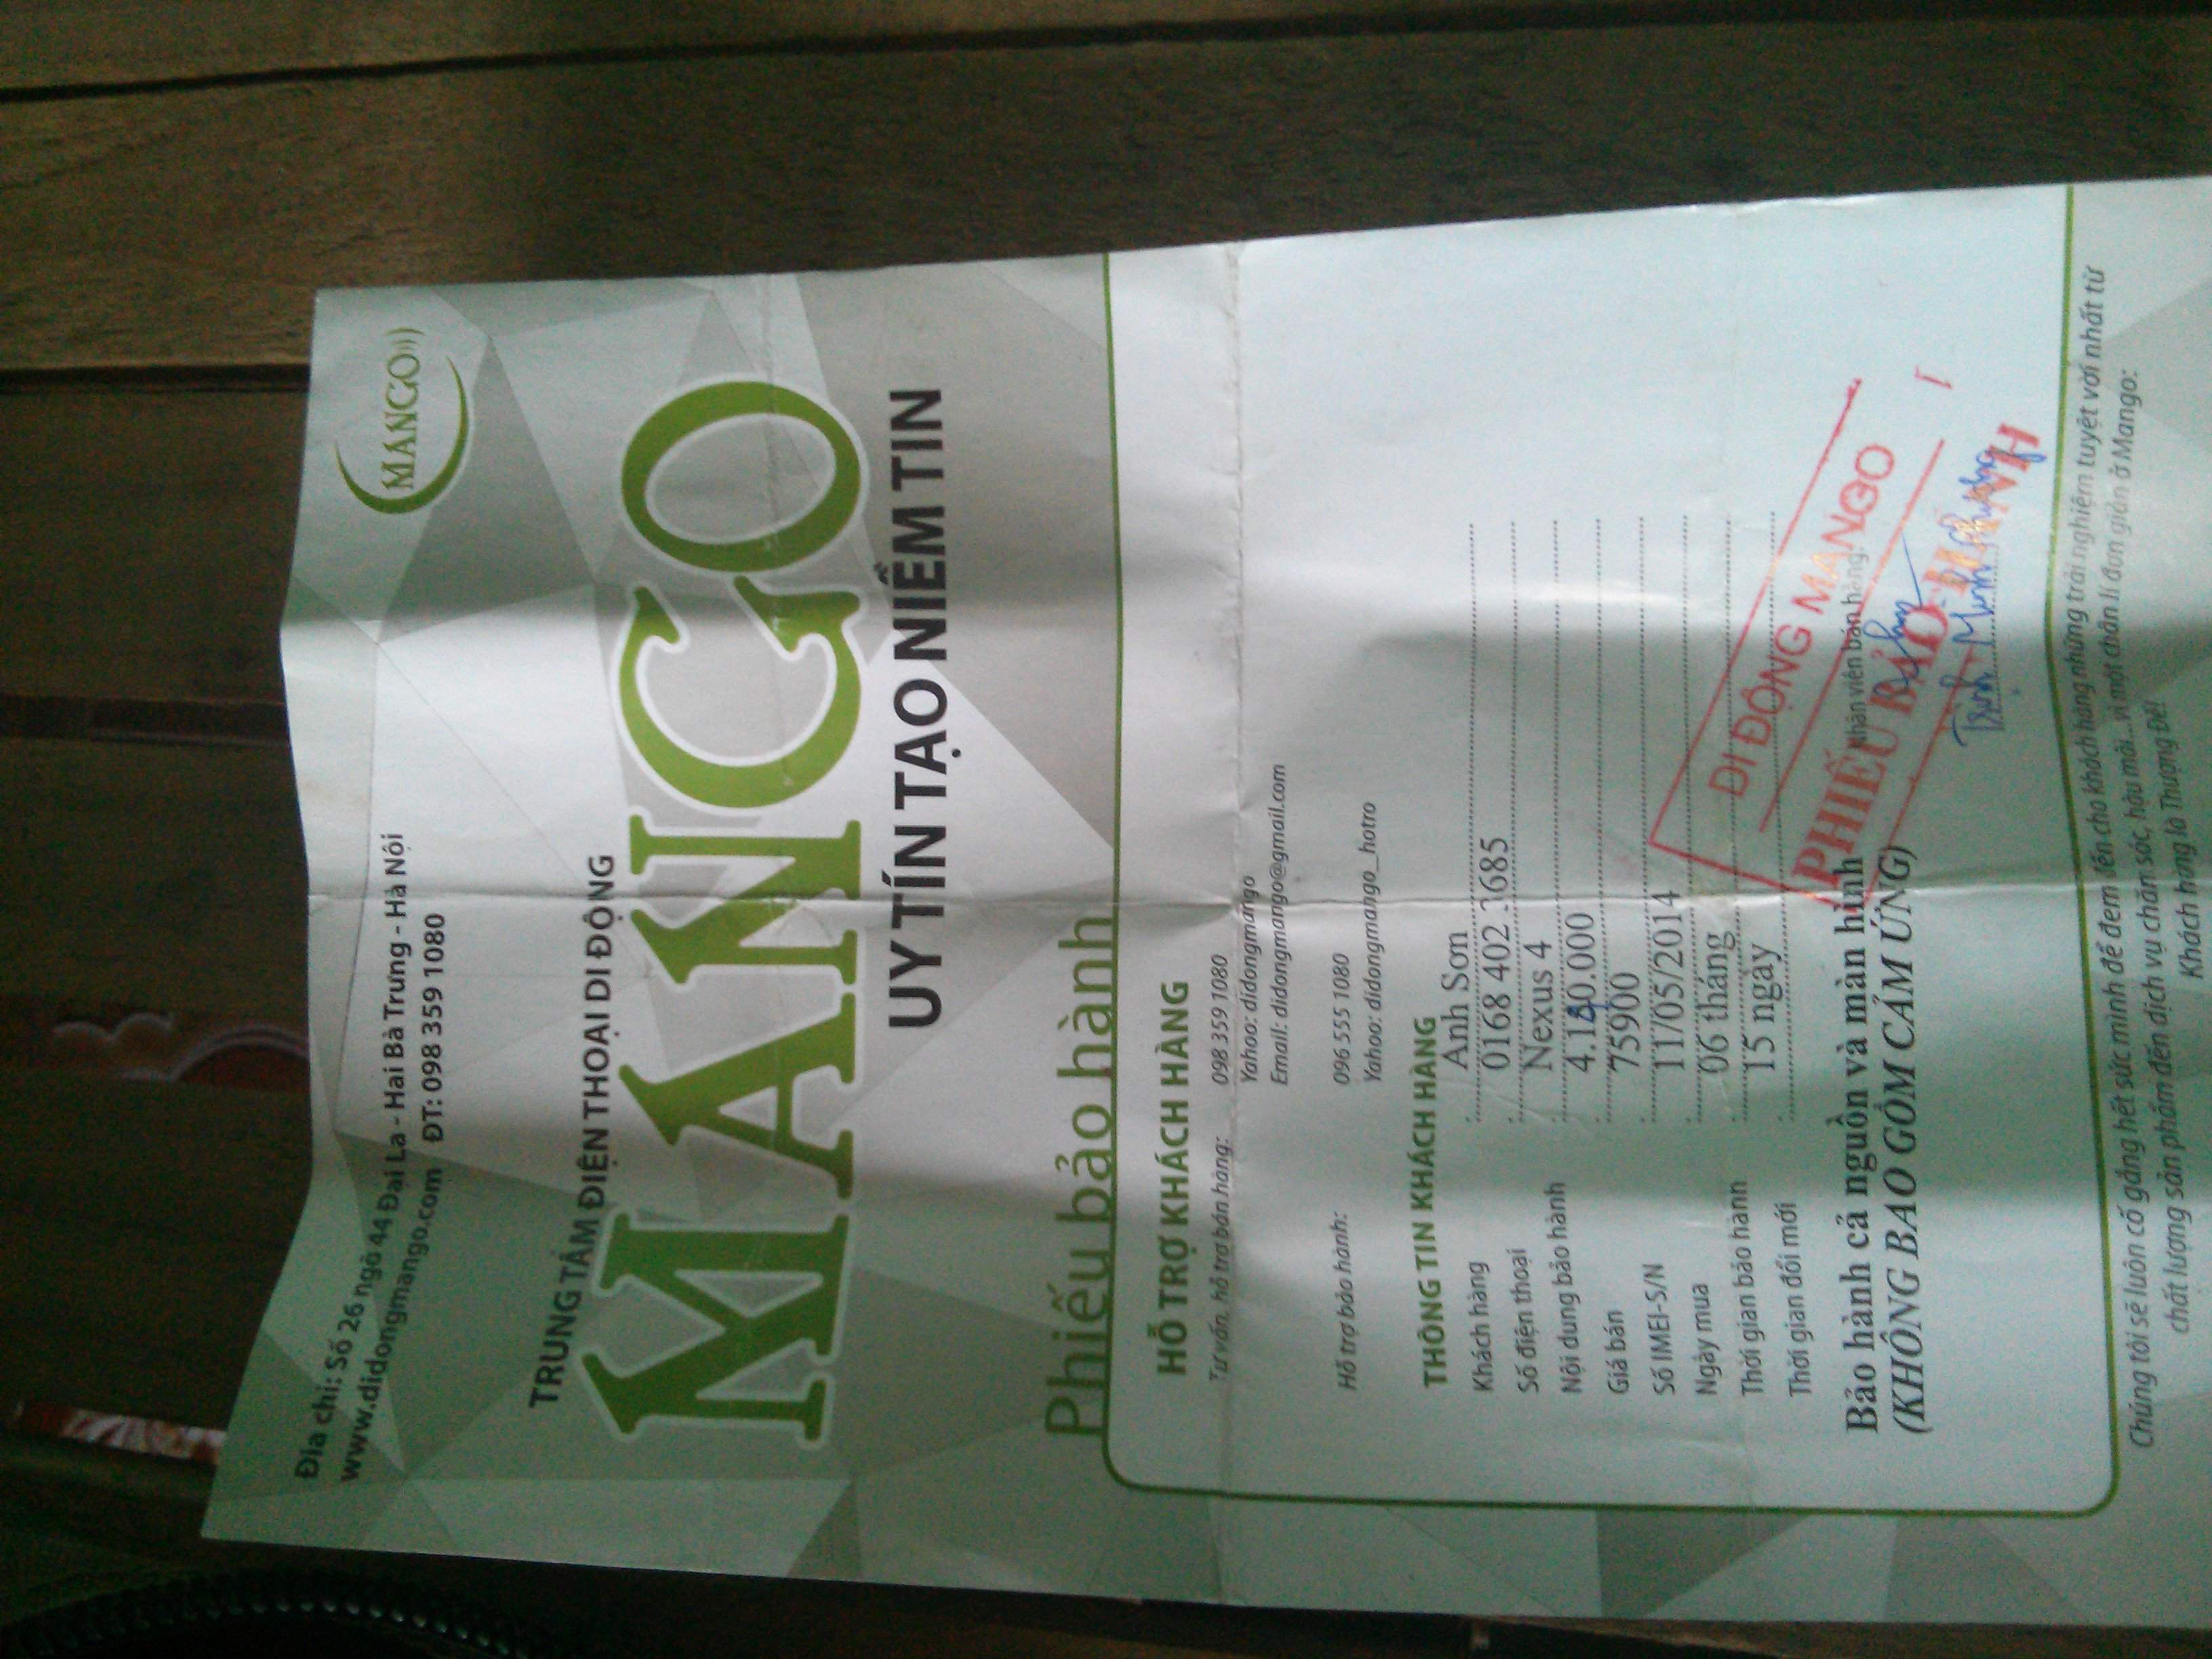 Địa chỉ: Số 26 ngõ 44 Đại La - Hai Bà Trưng - Hà Nội
www.didongmango.com ĐT: 098 359 1080
MANGO
TRUNG TÂM ĐIỆN THOẠI DI ĐỘNG
MANGO
UY TÍN TẠO NIỀM TIN
Phiếu bảo hành
HỖ TRỢ KHÁCH HÀNG
Tư vấn, hỗ trợ bán hàng: 098 359 1080
Yahoo: didongmango
Email: didongmango@gmail.com
Hỗ trợ bảo hành: 096 555 1080
Yahoo: didongmango_hotro
THÔNG TIN KHÁCH HÀNG
Khách hàng : Anh Sơn
Số điện thoại : 0168 402 3685
Nội dung bảo hành : Nexus 4
Giá bán :
Số IMEI-S/N : 75900
Ngày mua : 11/05/2014
Thời gian bảo hành : 06 tháng
Thời gian đổi mới : 15 ngày
Bảo hành cả nguồn và màn hình
(KHÔNG BAO GỒM CẢM ỨNG)
Nhân viên bán hàng
DI ĐỘNG MANGO
PHIẾU BẢO HÀNH
Chúng tôi sẽ luôn cố gắng hết sức mình để đem đến cho khách hàng những trải nghiệm tuyệt vời nhất từ
chất lượng sản phẩm đến dịch vụ chăm sóc, hậu mãi... vì một chân lí đơn giản ở Mango:
Khách hàng là Thượng Đế!